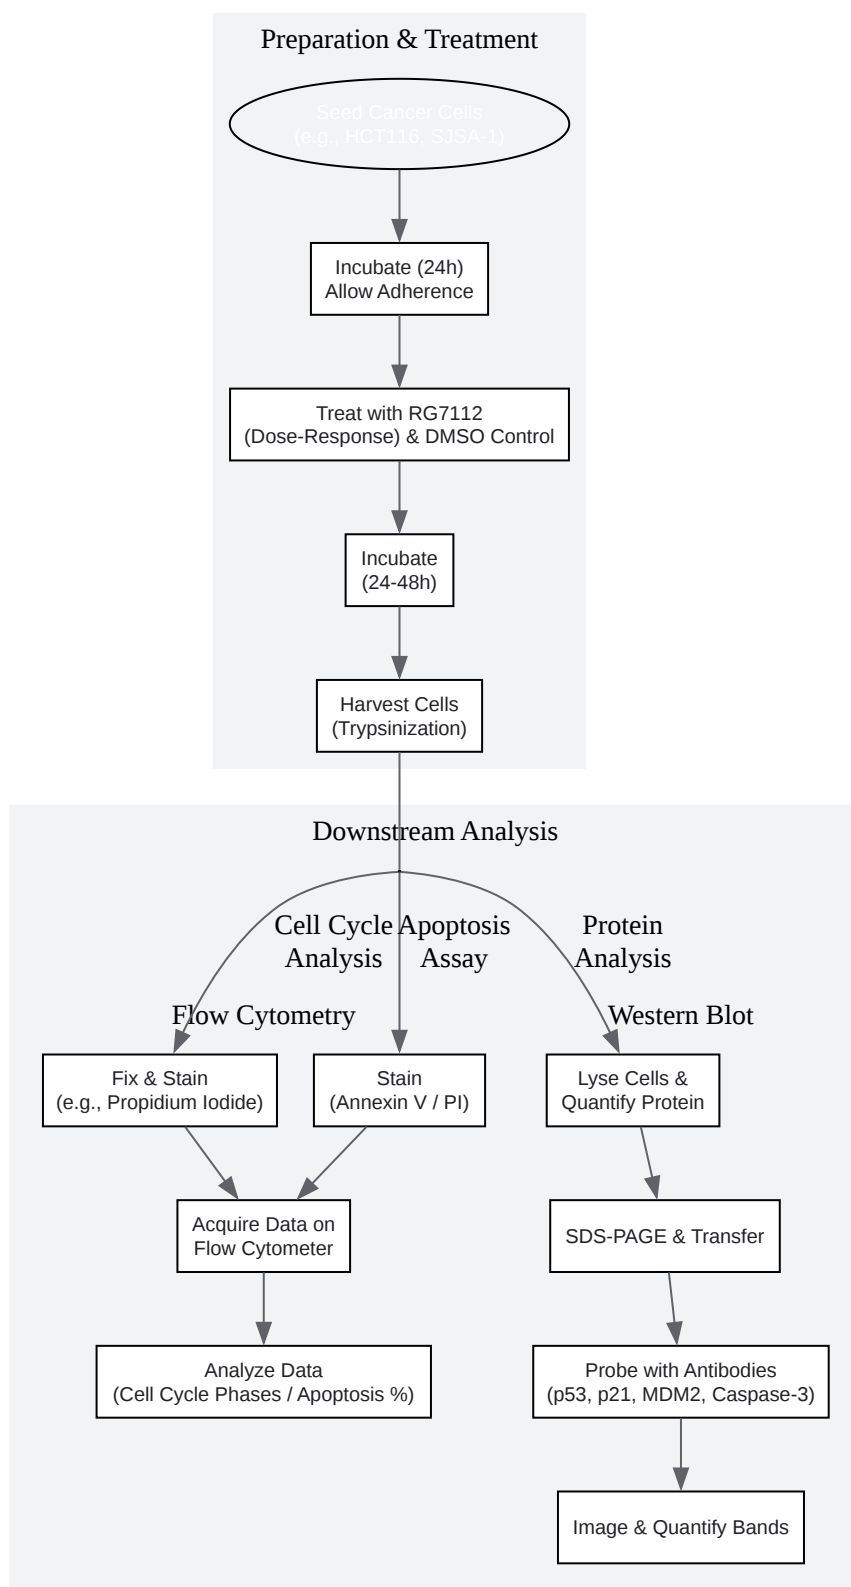 Preparation & Treatment
Seed Cancer Cells
(e.g., HCT116, SJSA-1)
Incubate (24h)
Allow Adherence
Treat with RG7112
(Dose-Response) & DMSO Control
Incubate
(24-48h)
Harvest Cells
(Trypsinization)
Downstream Analysis
Cell Cycle
Analysis
Apoptosis
Assay
Protein
Analysis
Flow Cytometry
Western Blot
Fix & Stain
(e.g., Propidium Iodide)
Stain
(Annexin V / PI)
Lyse Cells &
Quantify Protein
Acquire Data on
Flow Cytometer
SDS-PAGE & Transfer
Analyze Data
(Cell Cycle Phases / Apoptosis %)
Probe with Antibodies
(p53, p21, MDM2, Caspase-3)
Image & Quantify Bands